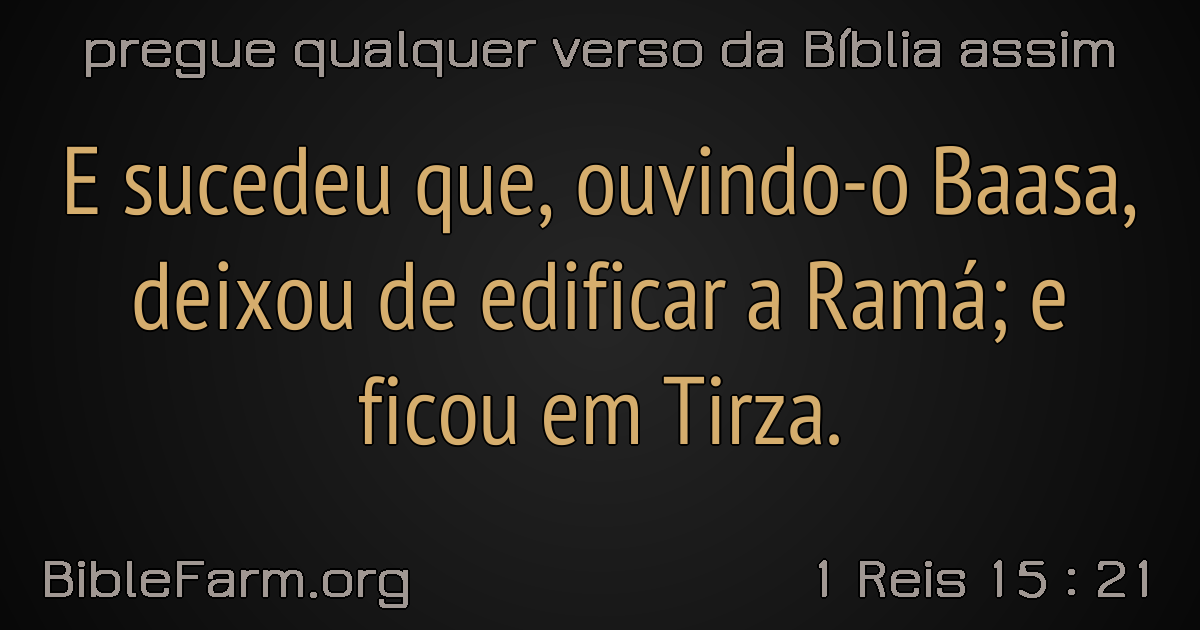 pregue qualquer verso da Bíblia assim
E sucedeu que, ouvindo-o Baasa,
deixou de edificar a Ramá; e
ficou em Tirza.
BibleFarm.org
1 Reis 15 : 21